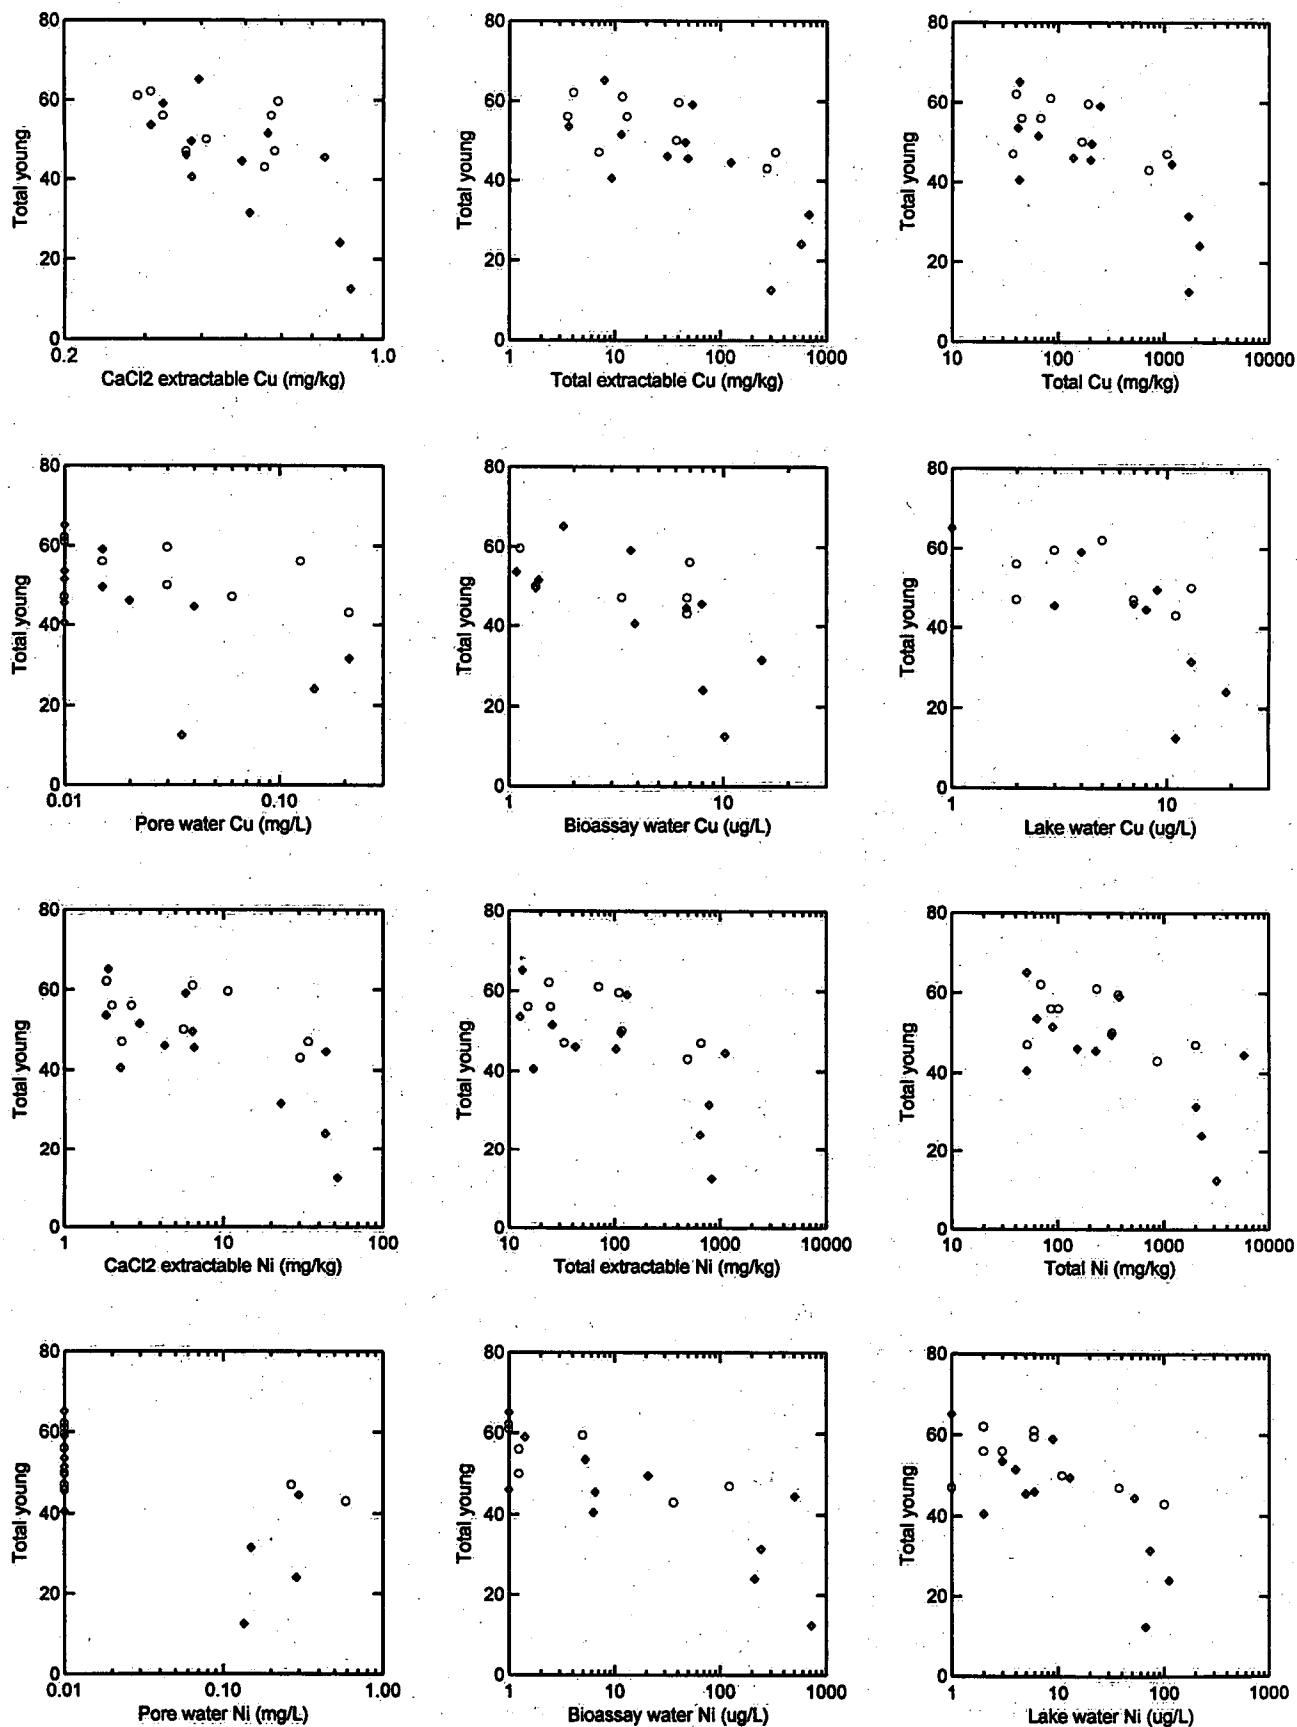 80 80 80
60 60 60
Total young Total young Total young
40 40 40
20 20 20
0 0 0
0.2 1.0 1 10 100 1000 10 100 1000 10000
CaCl2 extractable Cu (mg/kg) Total extractable Cu (mg/kg) Total Cu (mg/kg)
80 80 80
60 60 60
Total young Total young Total young
40 40 40
20 20 20
0 0 0
0.01 0.10 1 10 1 10
Pore water Cu (mg/L) Bioassay water Cu (ug/L) Lake water Cu (ug/L)
80 80 80
60 60 60
Total young Total young Total young
40 40 40
20 20 20
0 0 0
1 10 100 10 100 1000 10000 10 100 1000 10000
CaCl2 extractable Ni (mg/kg) Total extractable Ni (mg/kg) Total Ni (mg/kg)
80 80 80
60 60 60
Total young Total young Total young
40 40 40
20 20 20
0 0 0
0.01 0.10 1.00 1 10 100 1000 1 10 100 1000
Pore water Ni (mg/L) Bioassay water Ni (ug/L) Lake water Ni (ug/L)